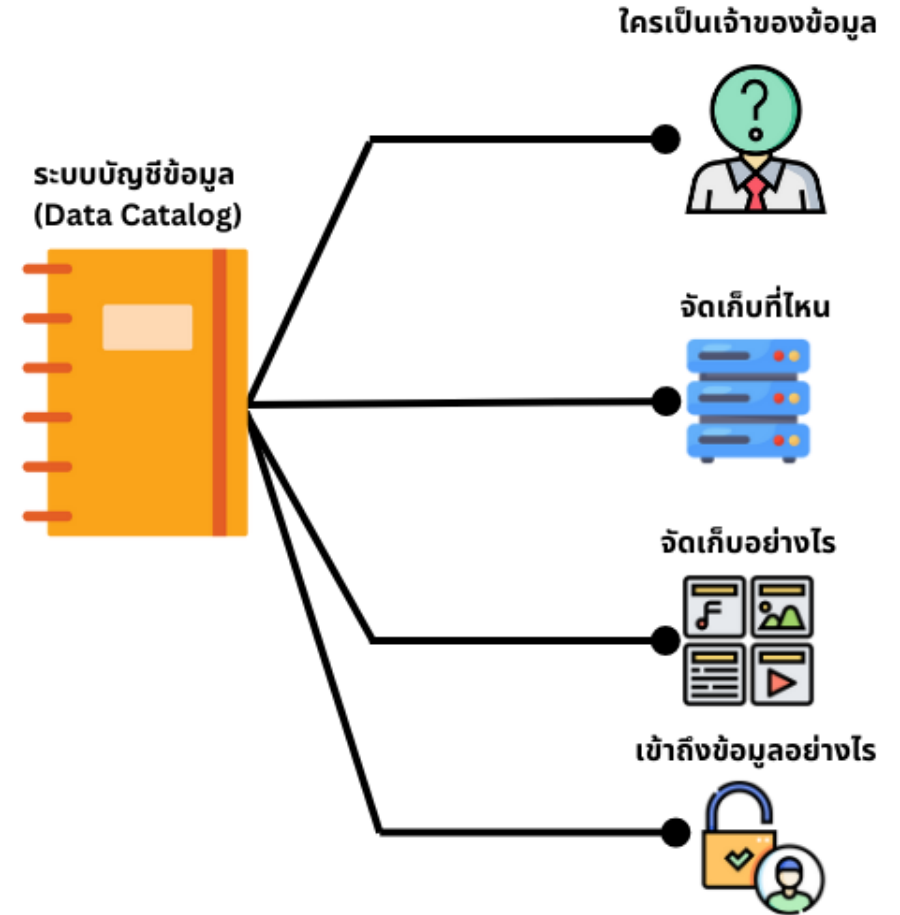 ใครเป็นเจ้าของข้อมูล
ระบบบัญชีข้อมูล
(Data Catalog)
จัดเก็บที่ไหน
จัดเก็บอย่างไร
เข้าถึงข้อมูลอย่างไร